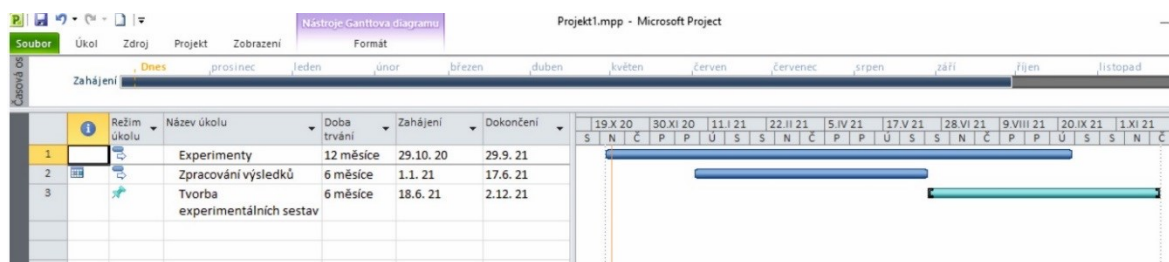 Nástroje Ganttova diagramu
Projekt1.mpp - Microsoft Project
Soubor Úkol Zdroj Projekt Zobrazení Formát
Časová os
Dnes prosinec leden únor březen duben květen červen červenec srpen září říjen listopad
Zahájení
Režim úkolu Název úkolu Doba trvání Zahájení Dokončení
19.X 20 30.XI 20 11.I 21 22.II 21 5.IV 21 17.V 21 28.VI 21 9.VIII 21 20.IX 21 1.XI 21
S N Č P P Ú S S N Č P P Ú S S N Č P P Ú S S N Č
1 Experimenty 12 měsíce 29.10. 20 29.9. 21
2 Zpracování výsledků 6 měsíce 1.1. 21 17.6. 21
3 Tvorba experimentálních sestav 6 měsíce 18.6. 21 2.12. 21